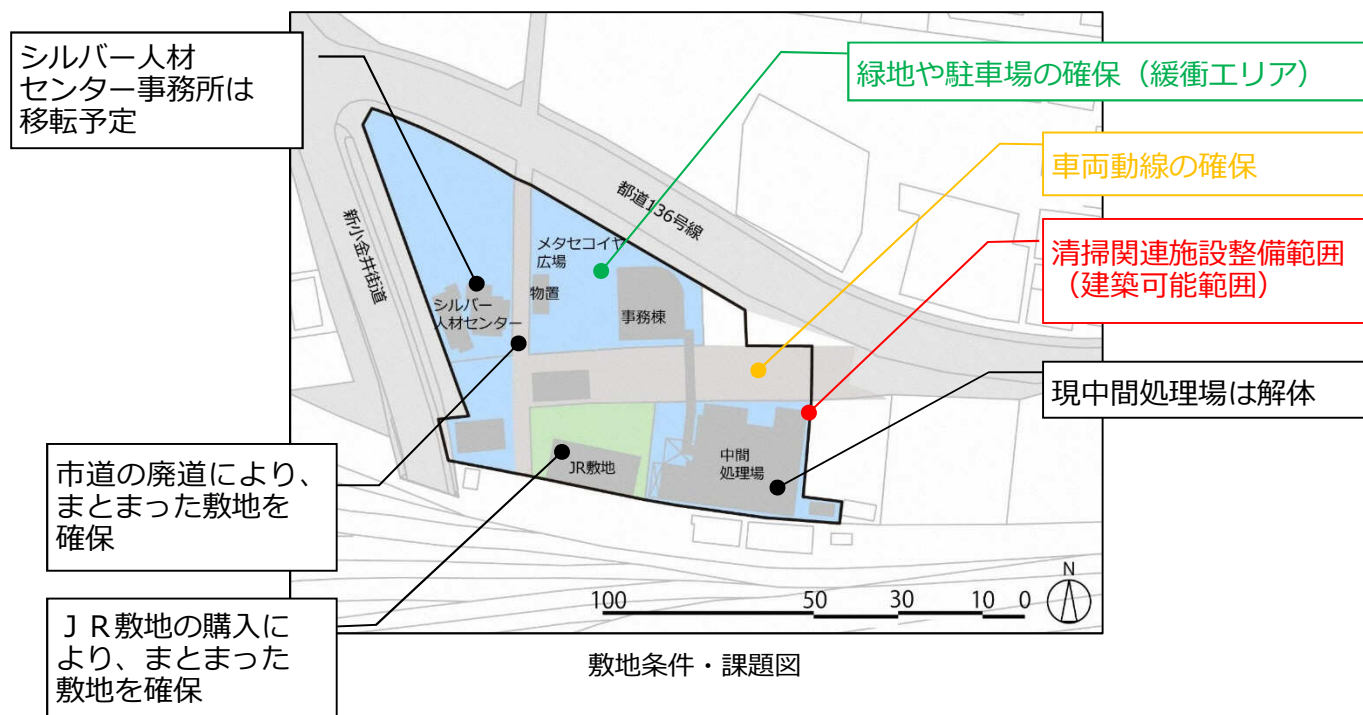 シルバー人材
センター事務所は
移転予定
緑地や駐車場の確保（緩衝エリア）
車両動線の確保
清掃関連施設整備範囲
（建築可能範囲）
現中間処理場は解体
市道の廃道により、
まとまった敷地を
確保
ＪＲ敷地の購入に
より、まとまった
敷地を確保
都道136号線
新小金井街道
メタセコイヤ
広場
物置
事務棟
シルバー
人材センター
JR敷地
中間
処理場
N
100 50 30 10 0
敷地条件・課題図